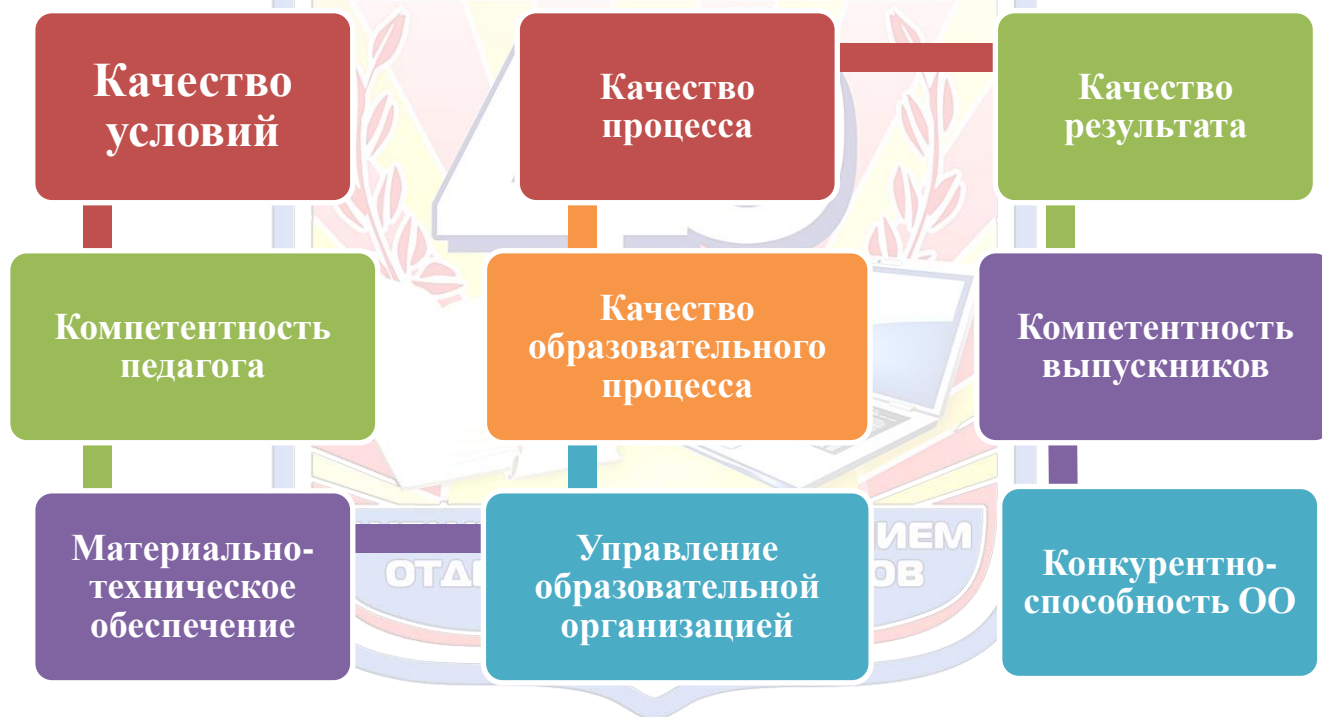 Качество
условий
Качество
процесса
Качество
результата
Компетентность
педагога
Качество
образовательного
процесса
Компетентность
выпускников
Материально-
техническое
обеспечение
Управление
образовательной
организацией
Конкурентно-
способность ОО